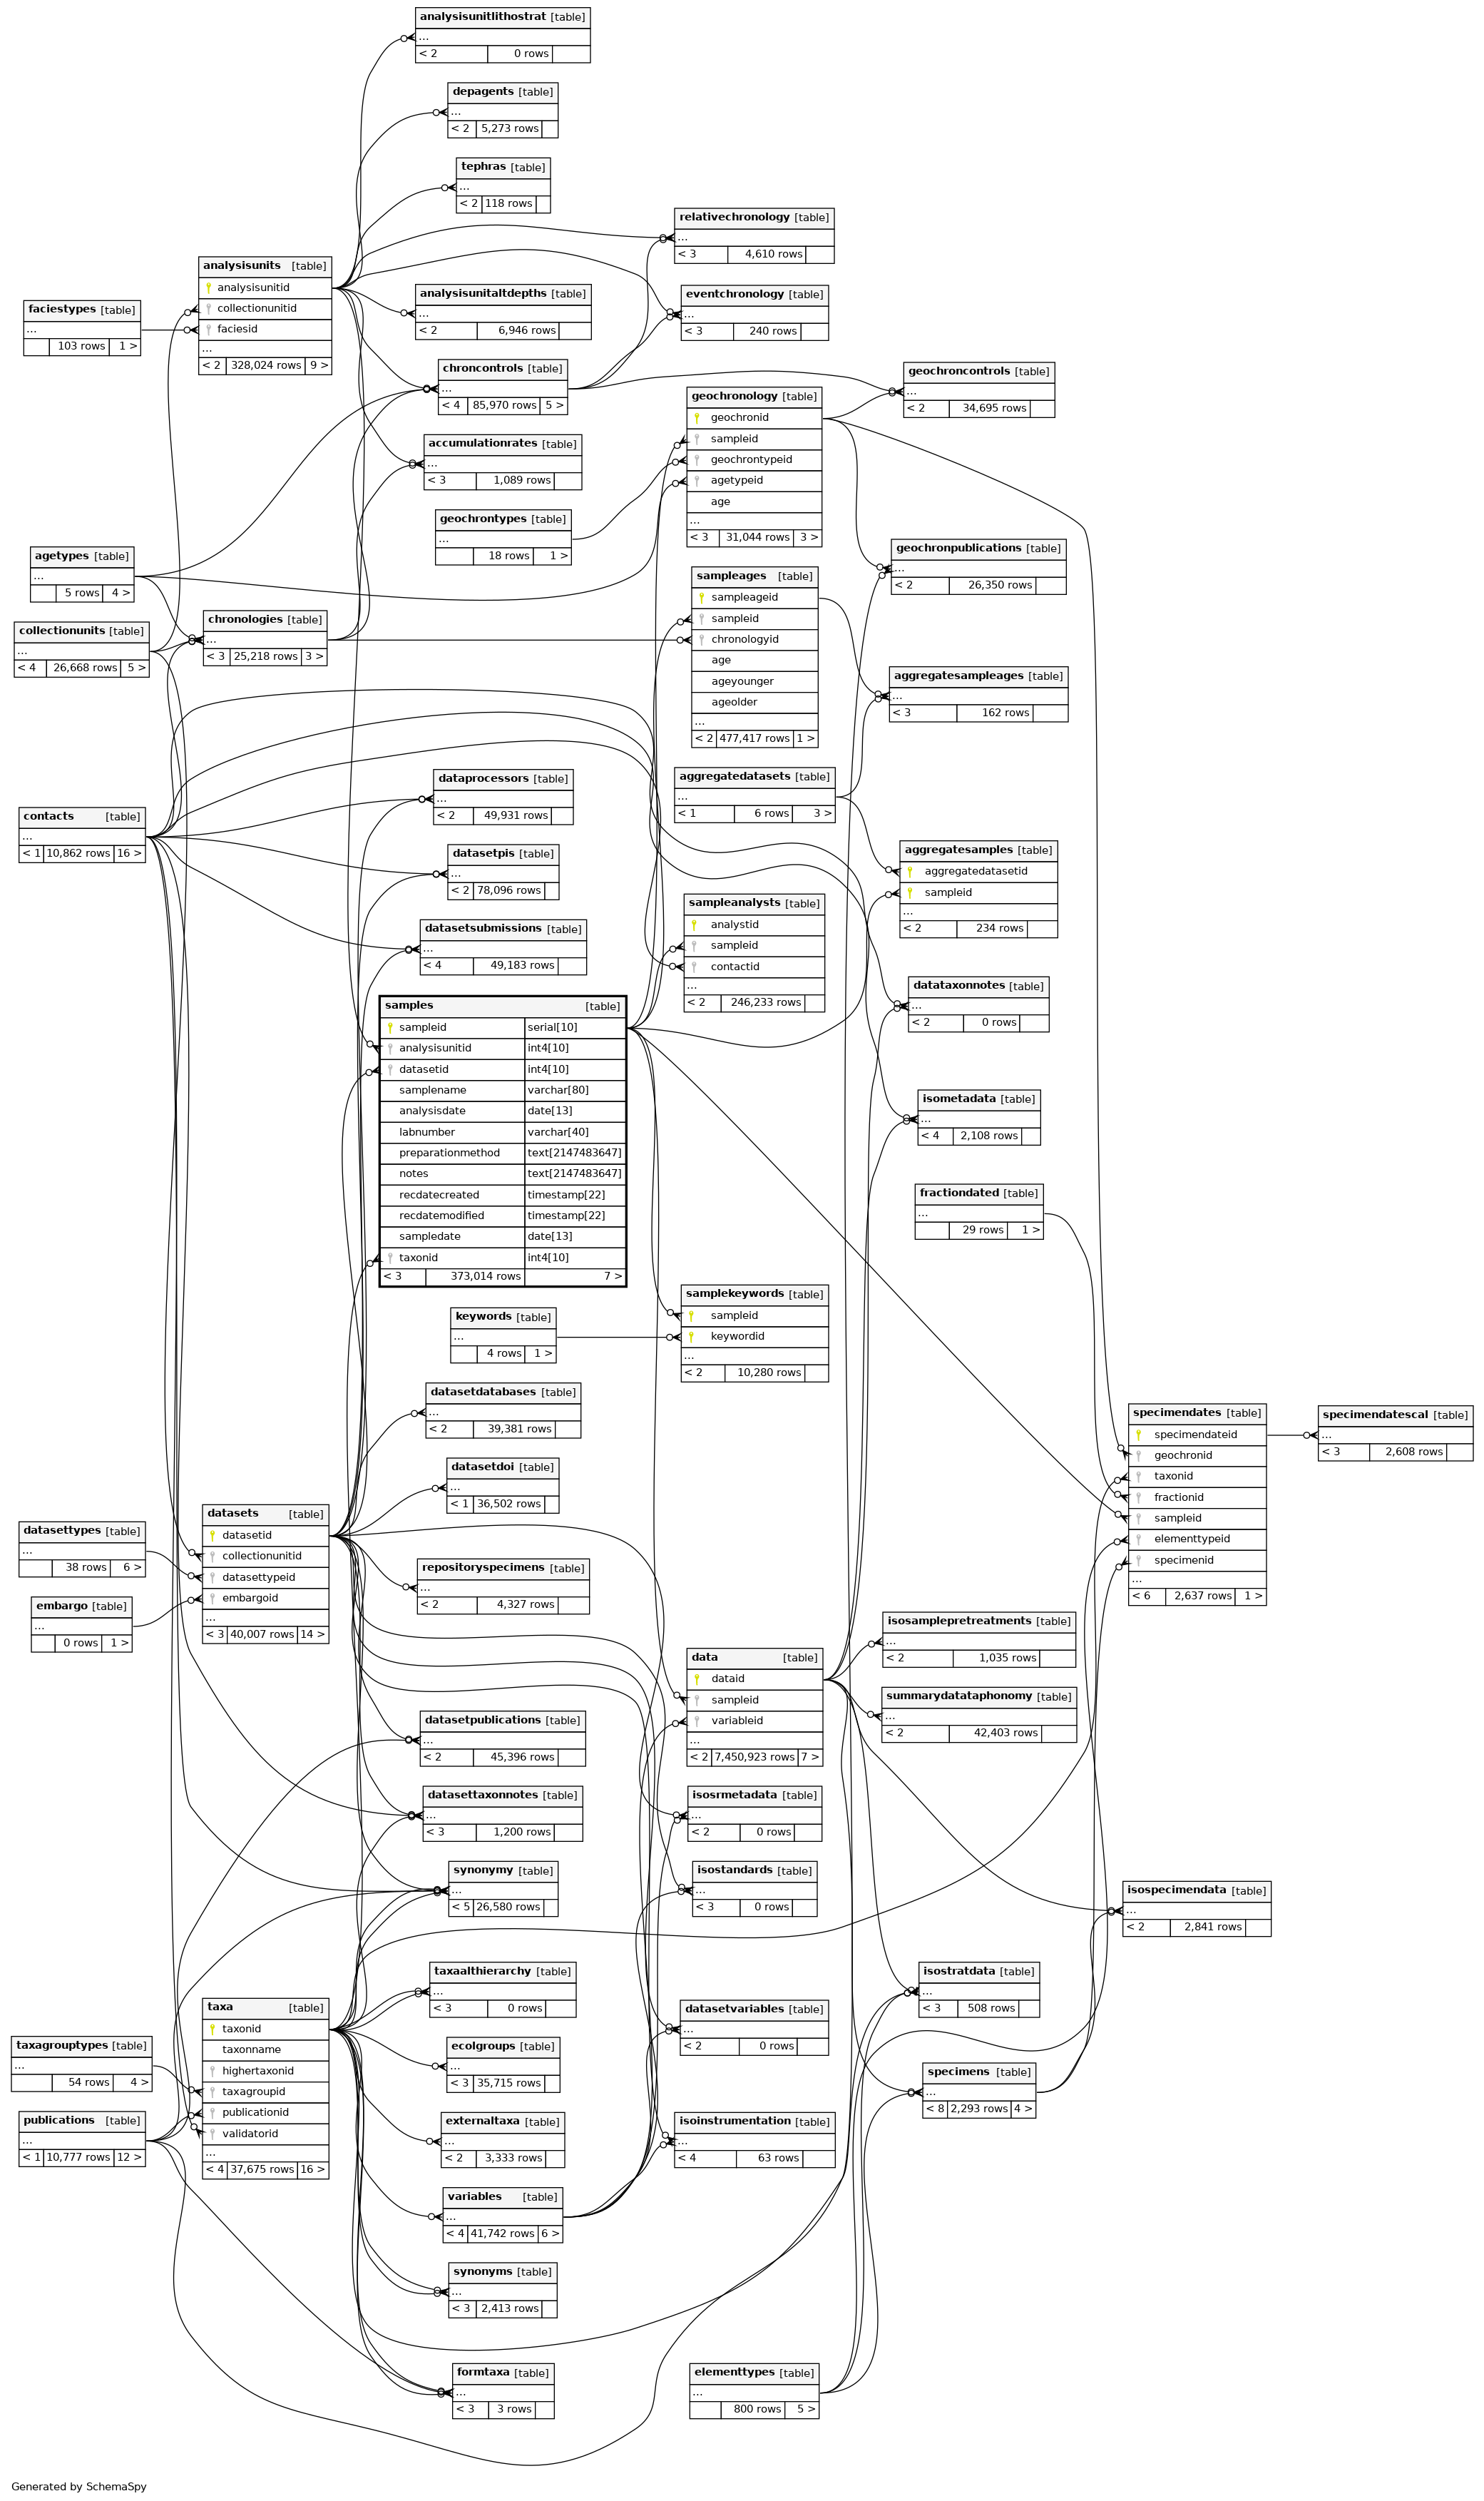 analysisunitlithostrat [table]
...
< 2 0 rows
depagents [table]
...
< 2 5,273 rows
tephras [table]
...
< 2 118 rows
relativechronology [table]
...
< 3 4,610 rows
analysisunits [table]
analysisunitid
collectionunitid
faciesid
...
< 2 328,024 rows 9 >
faciestypes [table]
...
103 rows 1 >
analysisunitaltdepths [table]
...
< 2 6,946 rows
eventchronology [table]
...
< 3 240 rows
chroncontrols [table]
...
< 4 85,970 rows 5 >
geochroncontrols [table]
...
< 2 34,695 rows
geochronology [table]
geochronid
sampleid
geochrontypeid
agetypeid
age
...
< 3 31,044 rows 3 >
accumulationrates [table]
...
< 3 1,089 rows
geochrontypes [table]
...
18 rows 1 >
geochronpublications [table]
...
< 2 26,350 rows
agetypes [table]
...
5 rows 4 >
sampleages [table]
sampleageid
sampleid
chronologyid
age
ageyounger
ageolder
...
< 2 477,417 rows 1 >
chronologies [table]
...
< 3 25,218 rows 3 >
collectionunits [table]
...
< 4 26,668 rows 5 >
aggregatesampleages [table]
...
< 3 162 rows
aggregatedatasets [table]
...
< 1 6 rows 3 >
dataprocessors [table]
...
< 2 49,931 rows
contacts [table]
...
< 1 10,862 rows 16 >
datasetpis [table]
...
< 2 78,096 rows
aggregatesamples [table]
aggregatedatasetid
sampleid
...
< 2 234 rows
sampleanalysts [table]
analystid
sampleid
contactid
...
< 2 246,233 rows
datasetsubmissions [table]
...
< 4 49,183 rows
datataxonnotes [table]
...
< 2 0 rows
samples [table]
sampleid serial[10]
analysisunitid int4[10]
datasetid int4[10]
samplename varchar[80]
analysisdate date[13]
labnumber varchar[40]
preparationmethod text[2147483647]
notes text[2147483647]
recdatecreated timestamp[22]
recdatemodified timestamp[22]
sampledate date[13]
taxonid int4[10]
< 3 373,014 rows 7 >
isometadata [table]
...
< 4 2,108 rows
fractiondated [table]
...
29 rows 1 >
samplekeywords [table]
sampleid
keywordid
...
< 2 10,280 rows
keywords [table]
...
4 rows 1 >
datasetdatabases [table]
...
< 2 39,381 rows
specimendates [table]
specimendateid
geochronid
taxonid
fractionid
sampleid
elementtypeid
specimenid
...
< 6 2,637 rows 1 >
specimendatescal [table]
...
< 3 2,608 rows
datasetdoi [table]
...
< 1 36,502 rows
datasets [table]
datasetid
collectionunitid
datasettypeid
embargoid
...
< 3 40,007 rows 14 >
datasettypes [table]
...
38 rows 6 >
embargo [table]
...
0 rows 1 >
repositoryspecimens [table]
...
< 2 4,327 rows
isosamplepretreatments [table]
...
< 2 1,035 rows
data [table]
dataid
sampleid
variableid
...
< 2 7,450,923 rows 7 >
summarydatataphonomy [table]
...
< 2 42,403 rows
datasetpublications [table]
...
< 2 45,396 rows
datasettaxonnotes [table]
...
< 3 1,200 rows
isosrmetadata [table]
...
< 2 0 rows
synonymy [table]
...
< 5 26,580 rows
isostandards [table]
...
< 3 0 rows
isospecimendata [table]
...
< 2 2,841 rows
taxaalthierarchy [table]
...
< 3 0 rows
isostratdata [table]
...
< 3 508 rows
taxa [table]
taxonid
taxonname
highertaxonid
taxagroupid
publicationid
validatorid
...
< 4 37,675 rows 16 >
datasetvariables [table]
...
< 2 0 rows
taxagrouptypes [table]
...
54 rows 4 >
ecolgroups [table]
...
< 3 35,715 rows
specimens [table]
...
< 8 2,293 rows 4 >
publications [table]
...
< 1 10,777 rows 12 >
externaltaxa [table]
...
< 2 3,333 rows
isoinstrumentation [table]
...
< 4 63 rows
variables [table]
...
< 4 41,742 rows 6 >
synonyms [table]
...
< 3 2,413 rows
formtaxa [table]
...
< 3 3 rows
elementtypes [table]
...
800 rows 5 >
Generated by SchemaSpy